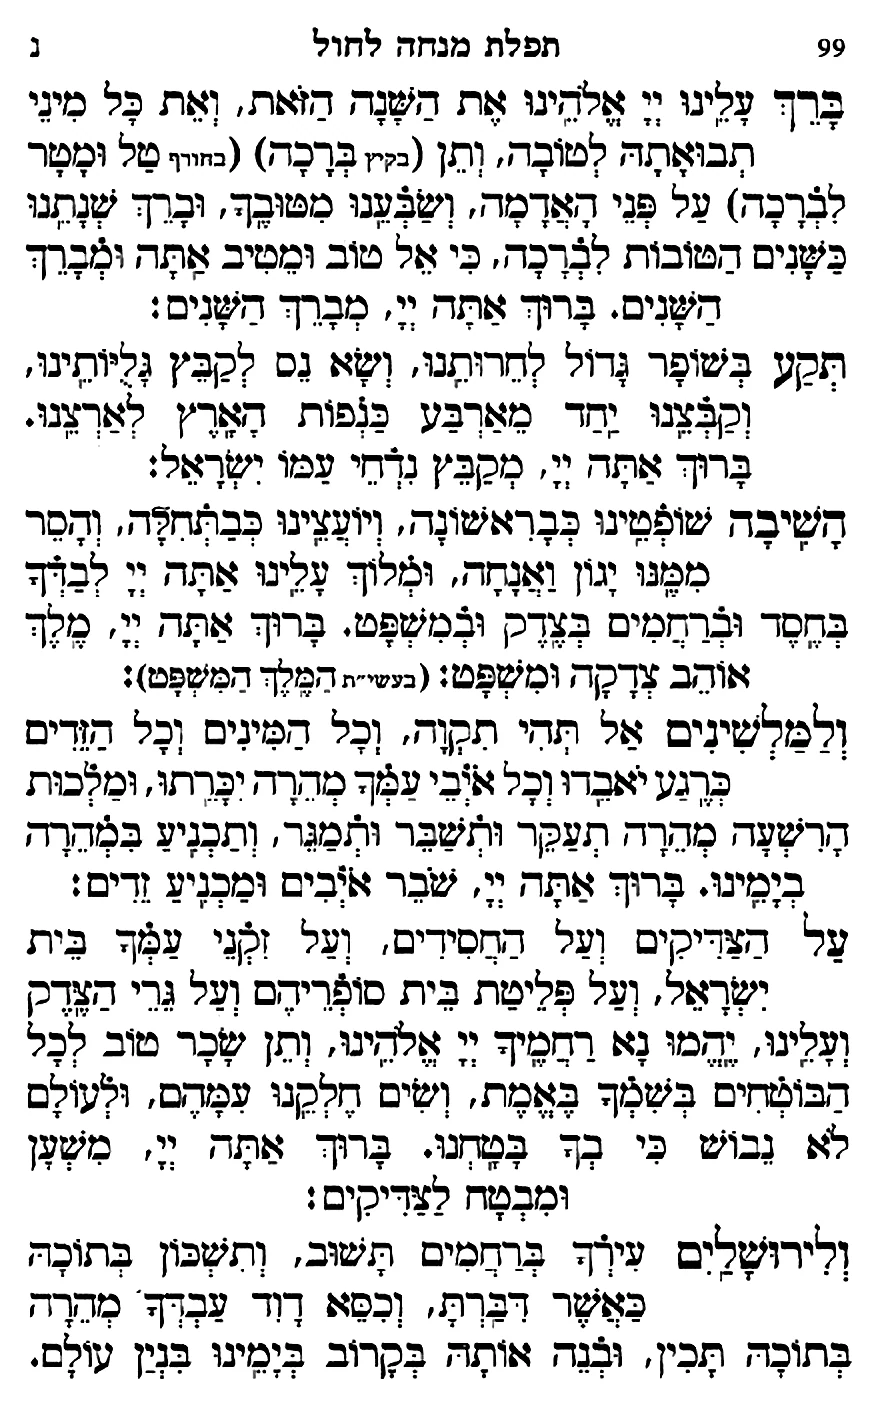 99 תפלת מנחה לחול נ
בָּרֵךְ עָלֵֽינוּ יְיָ אֱלֹהֵֽינוּ אֶת הַשָּׁנָה הַזֹּאת, וְאֵת כָּל מִינֵי
תְבוּאָתָהּ לְטוֹבָה, וְתֵן (בקיץ בְּרָכָה) (בחורף טַל וּמָטָר
לִבְרָכָה) עַל פְּנֵי הָאֲדָמָה, וְשַׂבְּעֵֽנוּ מִטּוּבֶֽךָ, וּבָרֵךְ שְׁנָתֵֽנוּ
כַּשָּׁנִים הַטּוֹבוֹת לִבְרָכָה, כִּי אֵל טוֹב וּמֵטִיב אַתָּה וּמְבָרֵךְ
הַשָּׁנִים. בָּרוּךְ אַתָּה יְיָ, מְבָרֵךְ הַשָּׁנִים:
תְּקַע בְּשׁוֹפָר גָּדוֹל לְחֵרוּתֵֽנוּ, וְשָׂא נֵס לְקַבֵּץ גָּלֻיּוֹתֵֽינוּ,
וְקַבְּצֵֽנוּ יַֽחַד מֵאַרְבַּע כַּנְפוֹת הָאָֽרֶץ לְאַרְצֵֽנוּ.
בָּרוּךְ אַתָּה יְיָ, מְקַבֵּץ נִדְחֵי עַמּוֹ יִשְׂרָאֵל:
הָשִֽׁיבָה שׁוֹפְטֵֽינוּ כְּבָרִאשׁוֹנָה, וְיוֹעֲצֵֽינוּ כְּבַתְּחִלָּה, וְהָסֵר
מִמֶּֽנּוּ יָגוֹן וַאֲנָחָה, וּמְלוֹךְ עָלֵֽינוּ אַתָּה יְיָ לְבַדְּךָ
בְּחֶֽסֶד וּבְרַחֲמִים בְּצֶֽדֶק וּבְמִשְׁפָּט. בָּרוּךְ אַתָּה יְיָ, מֶֽלֶךְ
אוֹהֵב צְדָקָה וּמִשְׁפָּט: (בעשי״ת הַמֶּֽלֶךְ הַמִּשְׁפָּט):
וְלַמַּלְשִׁינִים אַל תְּהִי תִקְוָה, וְכָל הַמִּינִים וְכָל הַזֵּדִים
כְּרֶֽגַע יֹאבֵֽדוּ וְכָל אֹיְבֵי עַמְּךָ מְהֵרָה יִכָּרֵֽתוּ, וּמַלְכוּת
הָרִשְׁעָה מְהֵרָה תְעַקֵּר וּתְשַׁבֵּר וּתְמַגֵּר, וְתַכְנִֽיעַ בִּמְהֵרָה
בְיָמֵֽינוּ. בָּרוּךְ אַתָּה יְיָ, שֹׁבֵר אֹיְבִים וּמַכְנִֽיעַ זֵדִים:
עַל הַצַּדִּיקִים וְעַל הַחֲסִידִים, וְעַל זִקְנֵי עַמְּךָ בֵּית
יִשְׂרָאֵל, וְעַל פְּלֵיטַת בֵּית סוֹפְרֵיהֶם וְעַל גֵּרֵי הַצֶּֽדֶק
וְעָלֵֽינוּ, יֶהֱמוּ נָא רַחֲמֶֽיךָ יְיָ אֱלֹהֵֽינוּ, וְתֵן שָׂכָר טוֹב לְכָל
הַבּוֹטְחִים בְּשִׁמְךָ בֶּאֱמֶת, וְשִׂים חֶלְקֵֽנוּ עִמָּהֶם, וּלְעוֹלָם
לֹא נֵבוֹשׁ כִּי בְךָ בָּטָֽחְנוּ. בָּרוּךְ אַתָּה יְיָ, מִשְׁעָן
וּמִבְטָח לַצַּדִּיקִים:
וְלִירוּשָׁלַֽיִם עִירְךָ בְּרַחֲמִים תָּשׁוּב, וְתִשְׁכּוֹן בְּתוֹכָהּ
כַּאֲשֶׁר דִּבַּֽרְתָּ, וְכִסֵּא דָוִד עַבְדְּךָ מְהֵרָה
בְּתוֹכָהּ תָּכִין, וּבְנֵה אוֹתָהּ בְּקָרוֹב בְּיָמֵֽינוּ בִּנְיַן עוֹלָם.